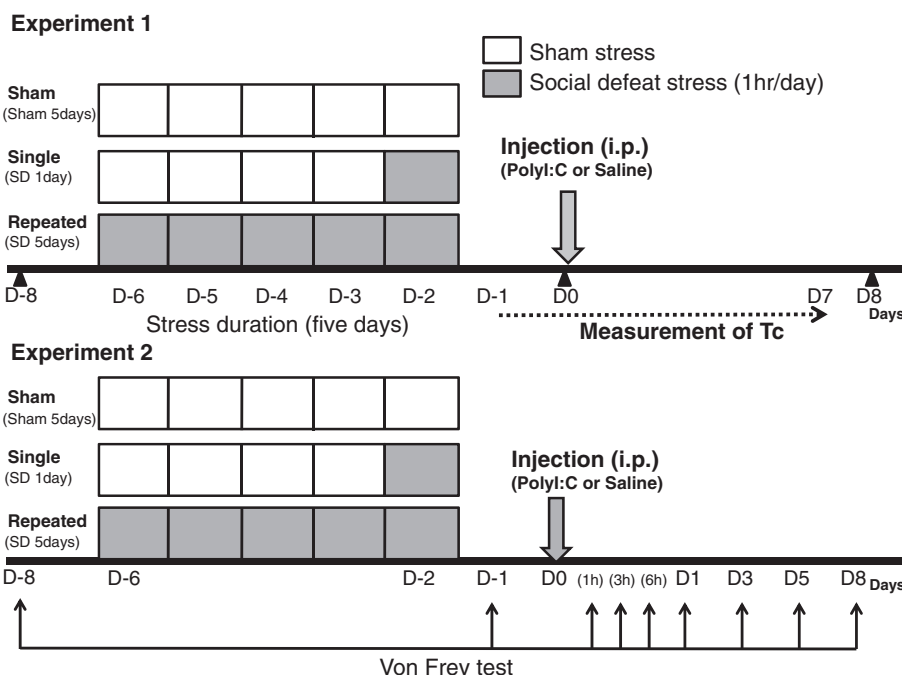 Experiment 1
Sham stress
Social defeat stress (1hr/day)
Sham
(Sham 5days)
Single
(SD 1day)
Repeated
(SD 5days)
Injection (i.p.)
(PolyI:C or Saline)
D-8 D-6 D-5 D-4 D-3 D-2 D-1 D0 D7 D8
Days
Stress duration (five days)
Measurement of Tc
Experiment 2
Sham
(Sham 5days)
Single
(SD 1day)
Repeated
(SD 5days)
Injection (i.p.)
(PolyI:C or Saline)
D-8 D-6 D-2 D-1 D0 (1h) (3h) (6h) D1 D3 D5 D8 Days
Von Frey test